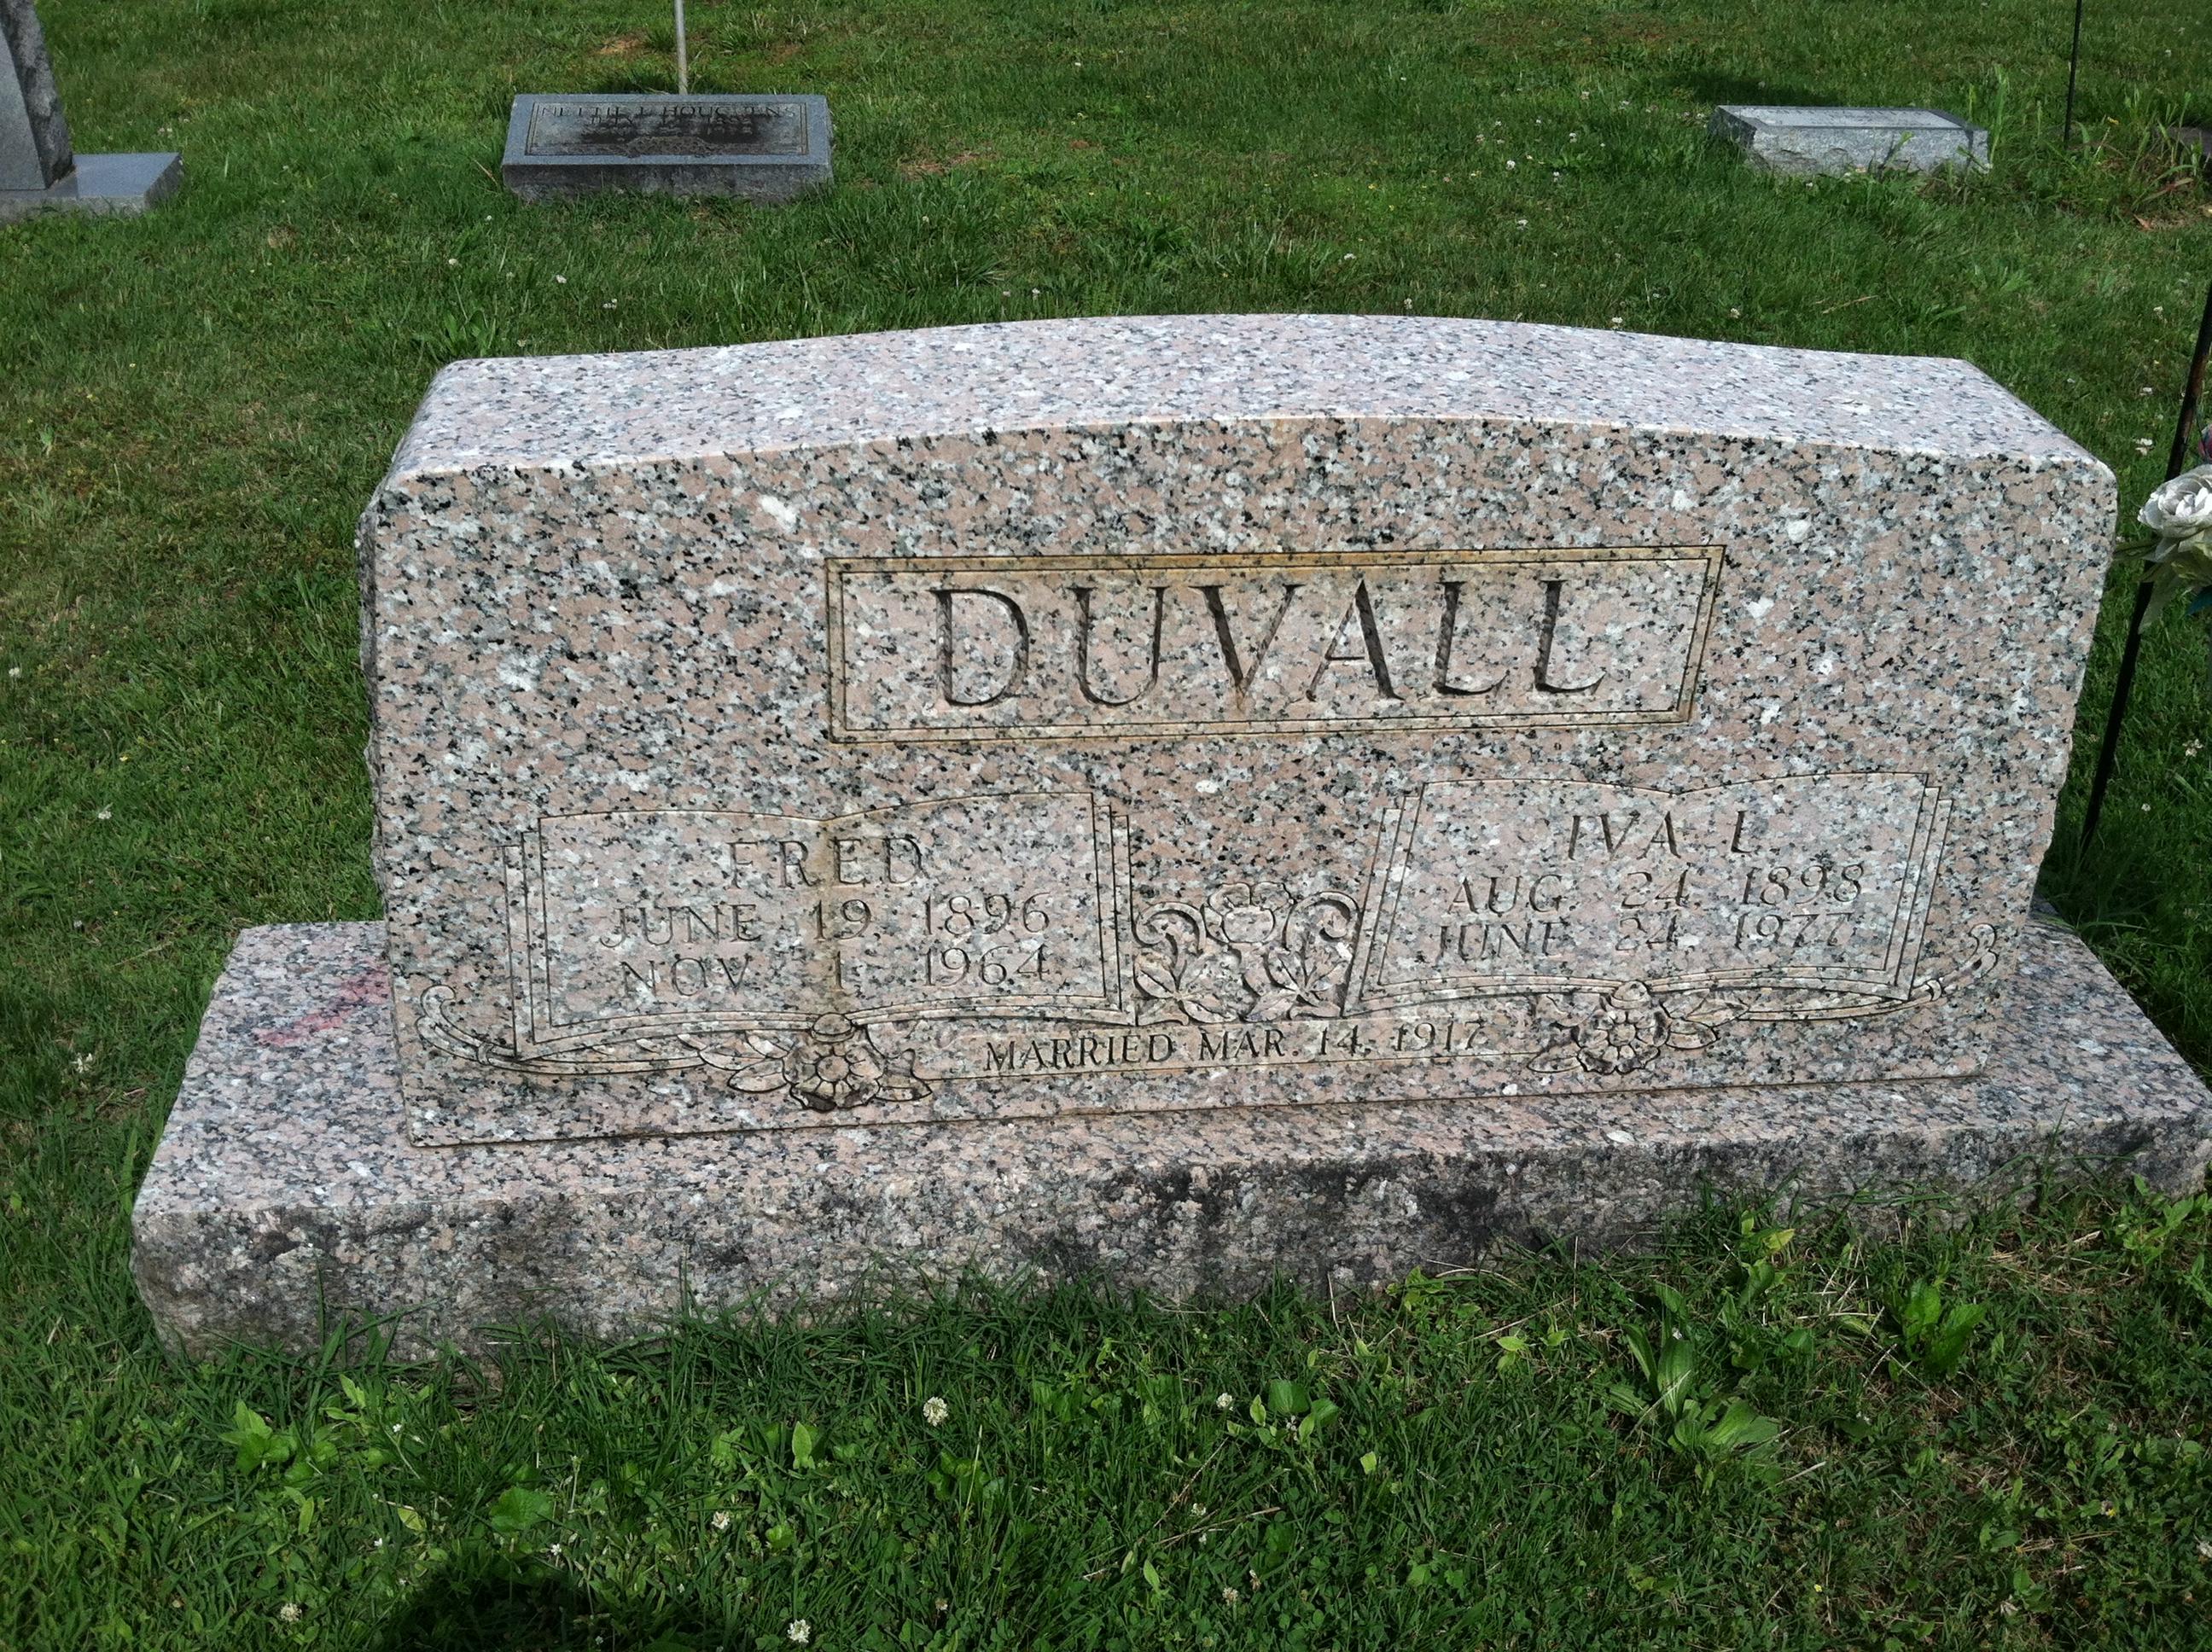 DUVALL
FRED
JUNE 19, 1896
NOV. 1, 1964
IVA L.
AUG. 24, 1898
JUNE 24, 1977
MARRIED MAR. 14, 1917
NETTIE